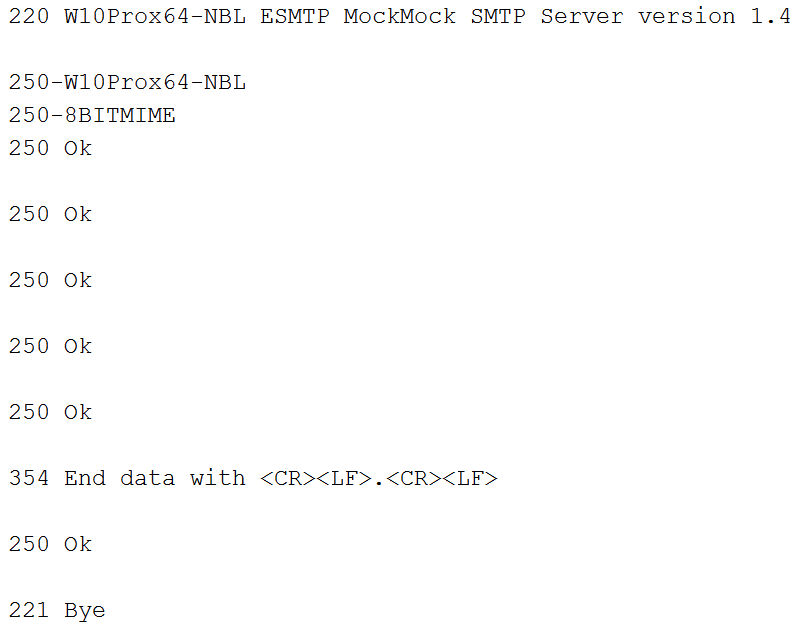 220 W10Prox64-NBL ESMTP MockMock SMTP Server version 1.4
250-W10Prox64-NBL
250-8BITMIME
250 Ok
250 Ok
250 Ok
250 Ok
250 Ok
354 End data with <CR><LF>.<CR><LF>
250 Ok
221 Bye